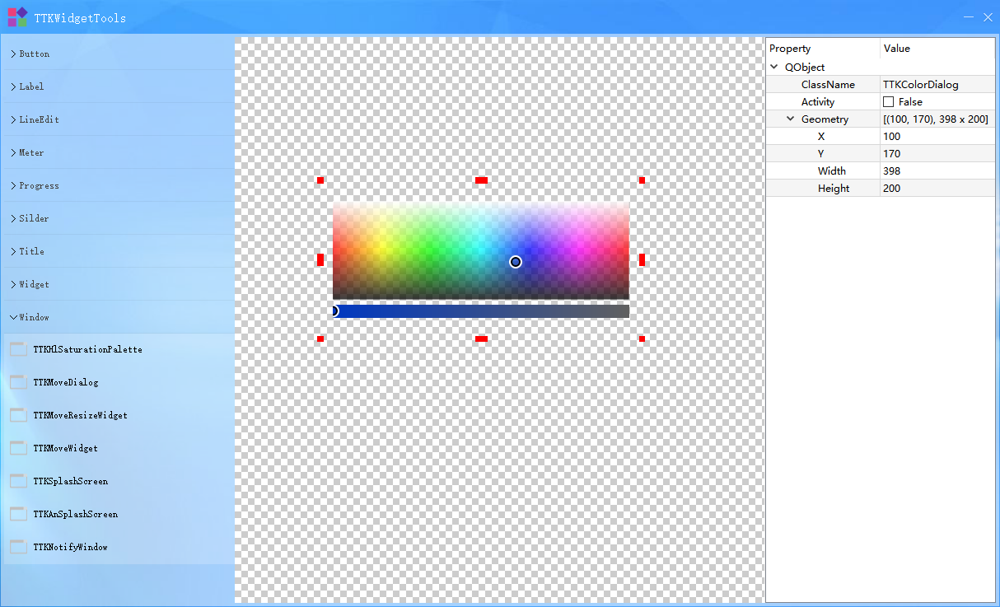 TTKWidgetTools
Button
Label
LineEdit
Meter
Progress
Silder
Title
Widget
Window
TTKHlSaturationPalette
TTKMoveDialog
TTKMoveResizeWidget
TTKMoveWidget
TTKSplashScreen
TTKAnSplashScreen
TTKNotifyWindow
Property Value
QObject
ClassName TTKColorDialog
Activity False
Geometry [(100, 170), 398 x 200]
X 100
Y 170
Width 398
Height 200